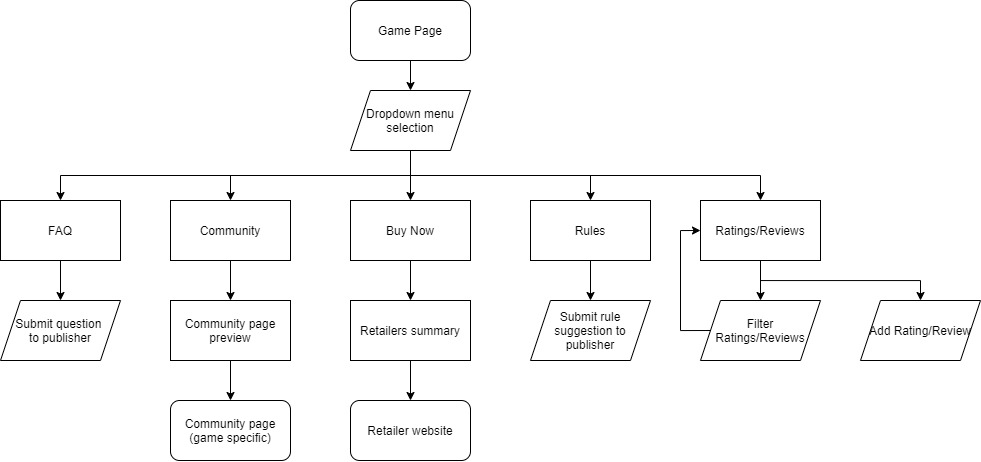 Game Page
Dropdown menu
selection
FAQ
Community
Buy Now
Rules
Ratings/Reviews
Submit question
to publisher
Community page
preview
Retailers summary
Submit rule
suggestion to
publisher
Filter
Ratings/Reviews
Add Rating/Review
Community page
(game specific)
Retailer website